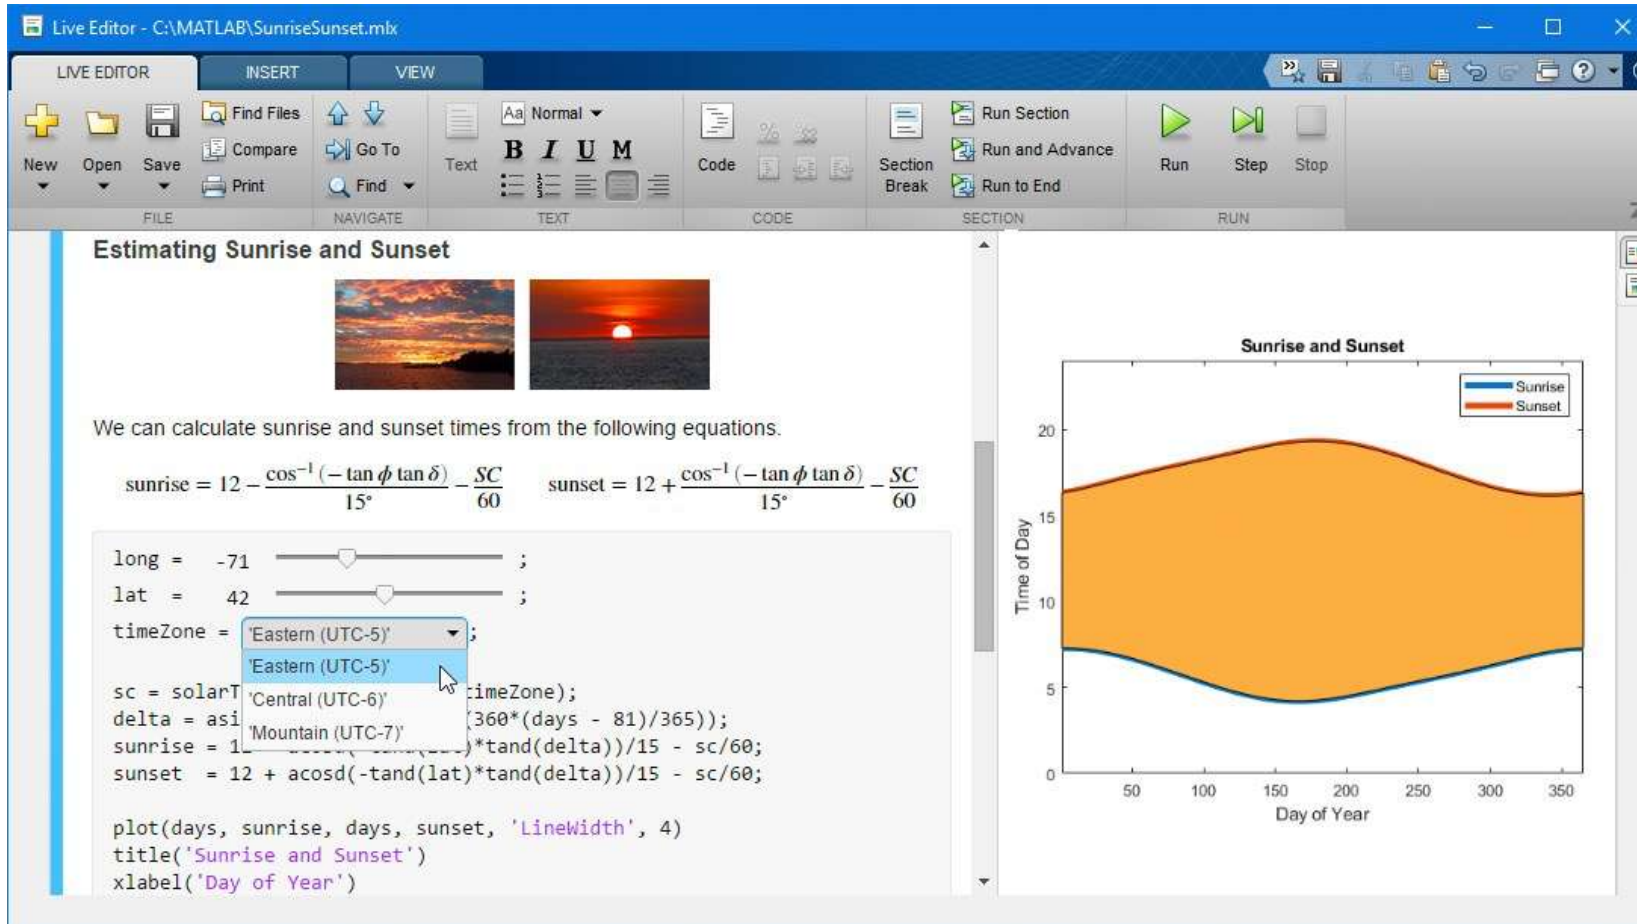 Live Editor - C:\MATLAB\SunriseSunset.mlx
LIVE EDITOR INSERT VIEW
New Open Save
Find Files
Compare
Print
FILE
Go To
Find
NAVIGATE
Text
Aa Normal
B I U M
TEXT
Code
CODE
Section Break
Run Section
Run and Advance
Run to End
SECTION
Run Step Stop
RUN
Estimating Sunrise and Sunset
We can calculate sunrise and sunset times from the following equations.
sunrise = 12 − cos⁻¹ (− tan ϕ tan δ) / 15° − SC / 60
sunset = 12 + cos⁻¹ (− tan ϕ tan δ) / 15° − SC / 60
long = -71 ;
lat = 42 ;
timeZone = 'Eastern (UTC-5)' ;
'Eastern (UTC-5)'
'Central (UTC-6)'
'Mountain (UTC-7)'
sc = solarT timeZone);
delta = asi (360*(days - 81)/365));
sunrise = 12 )*tand(delta))/15 - sc/60;
sunset = 12 + acosd(-tand(lat)*tand(delta))/15 - sc/60;
plot(days, sunrise, days, sunset, 'LineWidth', 4)
title('Sunrise and Sunset')
xlabel('Day of Year')
Sunrise and Sunset
Sunrise
Sunset
Time of Day
20
15
10
5
0
50 100 150 200 250 300 350
Day of Year